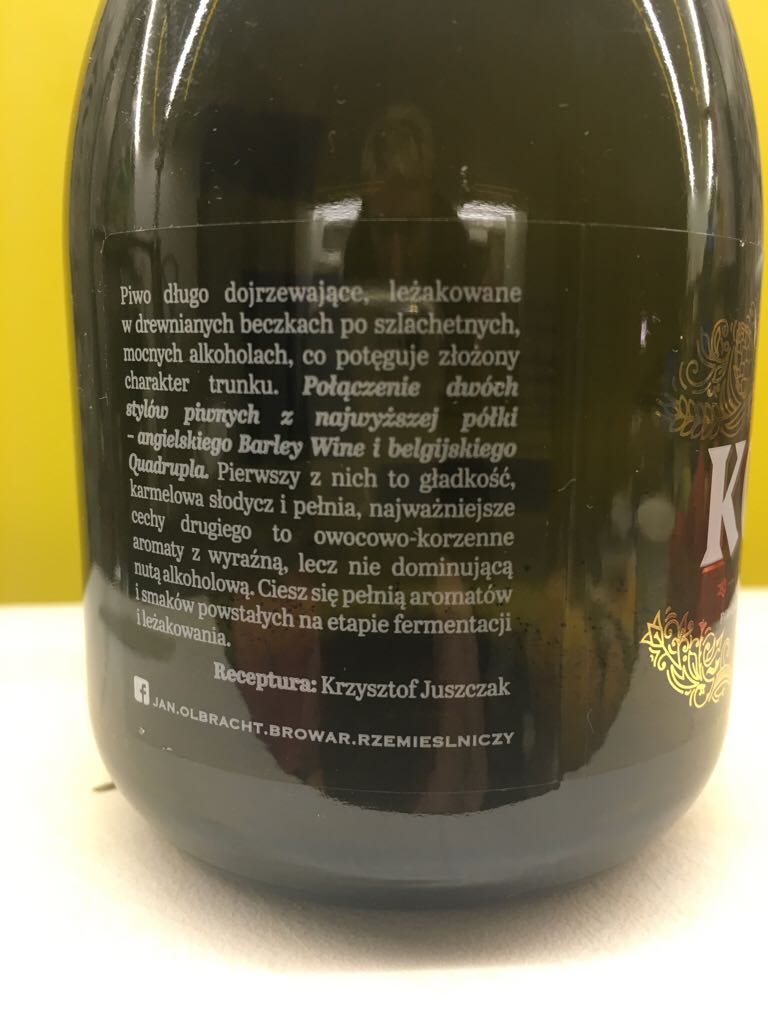 Piwo długo dojrzewające, leżakowane
w drewnianych beczkach po szlachetnych,
mocnych alkoholach, co potęguje złożony
charakter trunku. Połączenie dwóch
stylów piwnych z najwyższej półki
- angielskiego Barley Wine i belgijskiego
Quadrupla. Pierwszy z nich to gładkość,
karmelowa słodycz i pełnia, najważniejsze
cechy drugiego to owocowo-korzenne
aromaty z wyraźną, lecz nie dominującą
nutą alkoholową. Ciesz się pełnią aromatów
i smaków powstałych na etapie fermentacji
i leżakowania.
Receptura: Krzysztof Juszczak
JAN.OLBRACHT.BROWAR.RZEMIESLNICZY